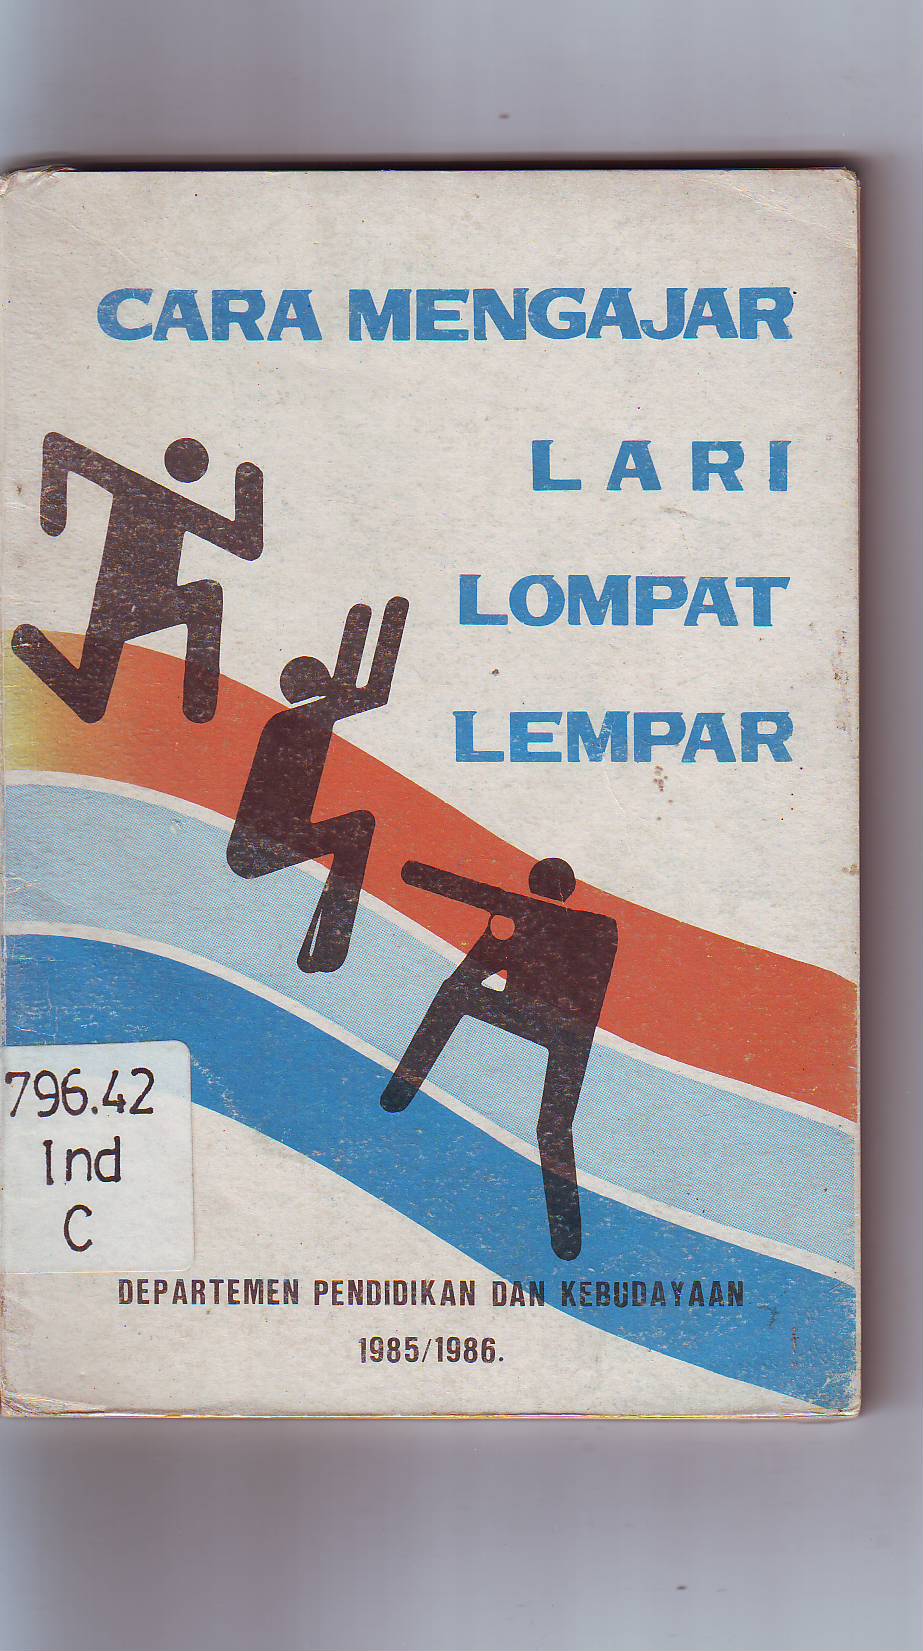 CARA MENGAJAR
LARI
LOMPAT
LEMPAR
796.42
Ind
C
DEPARTEMEN PENDIDIKAN DAN KEBUDAYAAN
1985/1986.